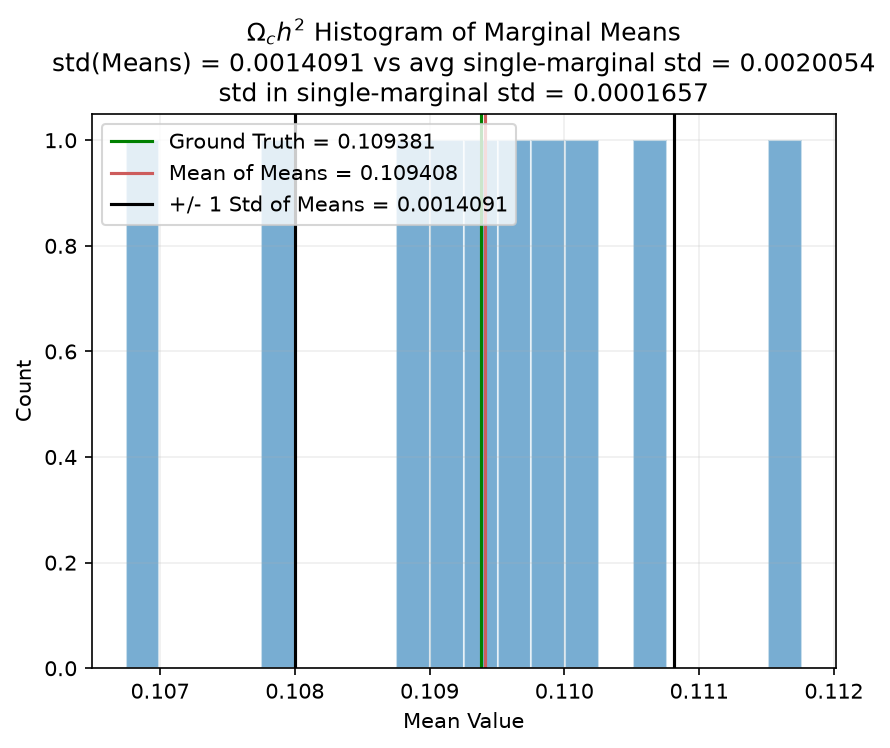 Ω_c h² Histogram of Marginal Means
std(Means) = 0.0014091 vs avg single-marginal std = 0.0020054
std in single-marginal std = 0.0001657
Ground Truth = 0.109381
Mean of Means = 0.109408
+/- 1 Std of Means = 0.0014091
1.0
0.8
0.6
0.4
0.2
0.0
Count
0.107 0.108 0.109 0.110 0.111 0.112
Mean Value